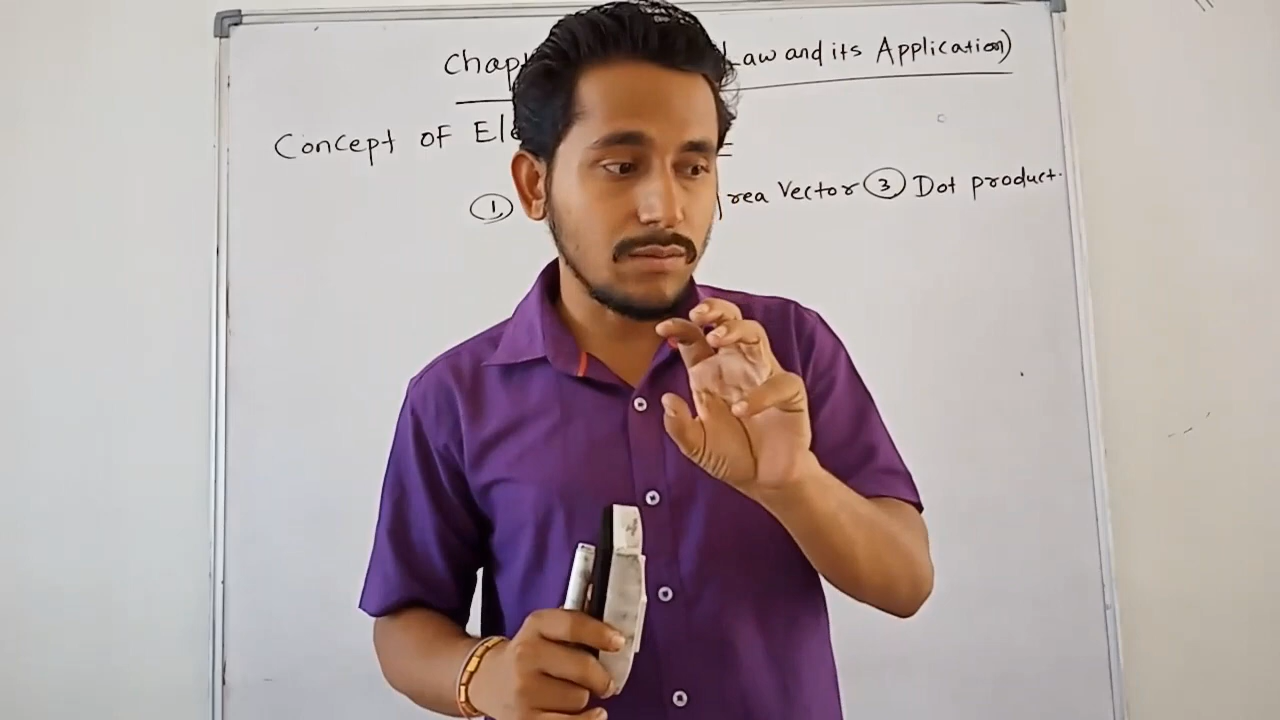 Chap Law and its Application)
Concept of Ele
① rea Vector ③ Dot product.